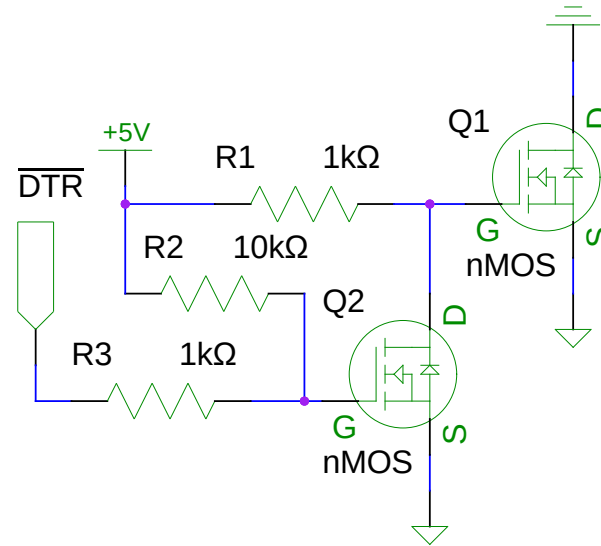 Q1
D
S
G
nMOS
+5V
R1 1kΩ
DTR
R2 10kΩ
Q2
D
S
G
nMOS
R3 1kΩ